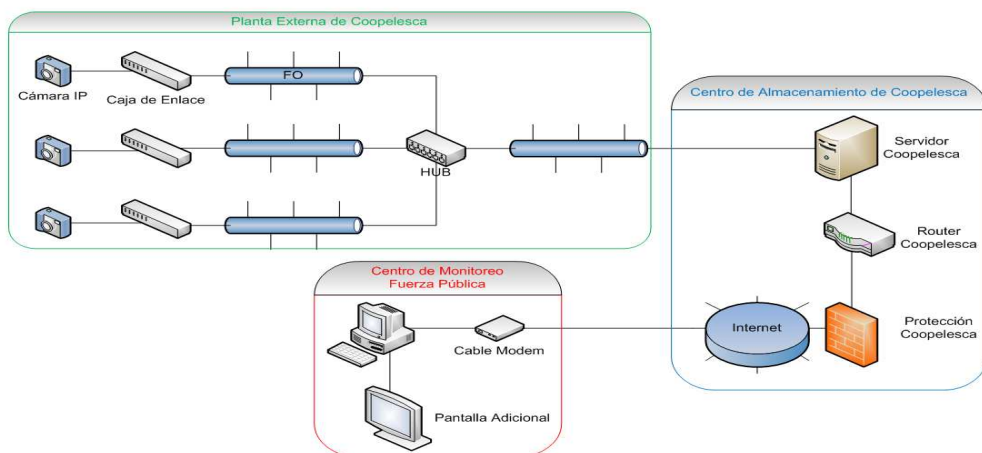 Planta Externa de Coopelesca
FO
Cámara IP
Caja de Enlace
HUB
Centro de Almacenamiento de Coopelesca
Servidor
Coopelesca
Router
Coopelesca
Centro de Monitoreo
Fuerza Pública
Cable Modem
Internet
Protección
Coopelesca
Pantalla Adicional